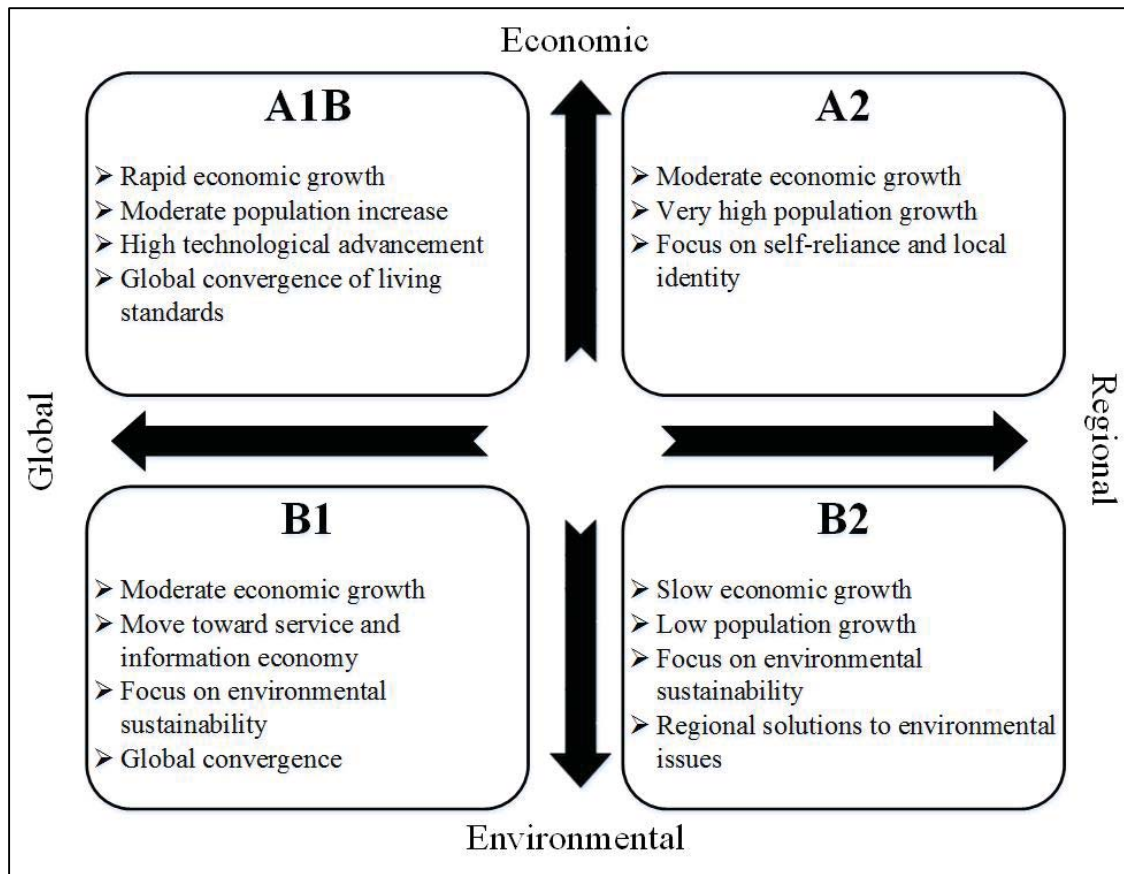 Economic
A1B
➤ Rapid economic growth
➤ Moderate population increase
➤ High technological advancement
➤ Global convergence of living
standards
A2
➤ Moderate economic growth
➤ Very high population growth
➤ Focus on self-reliance and local
identity
Global
Regional
B1
➤ Moderate economic growth
➤ Move toward service and
information economy
➤ Focus on environmental
sustainability
➤ Global convergence
B2
➤ Slow economic growth
➤ Low population growth
➤ Focus on environmental
sustainability
➤ Regional solutions to environmental
issues
Environmental